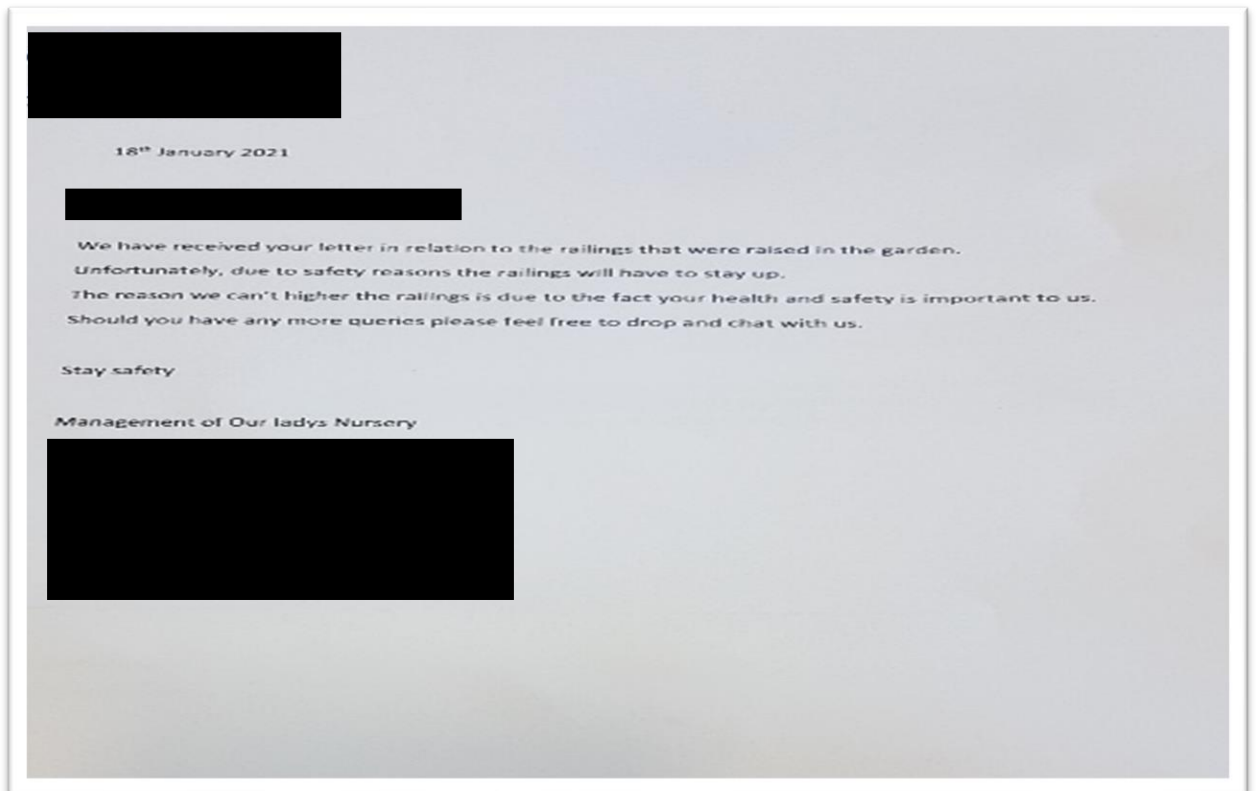 18th January 2021
We have received your letter in relation to the railings that were raised in the garden.
Unfortunately, due to safety reasons the railings will have to stay up.
The reason we can't higher the railings is due to the fact your health and safety is important to us.
Should you have any more queries please feel free to drop and chat with us.
Stay safety
Management of Our ladys Nursery